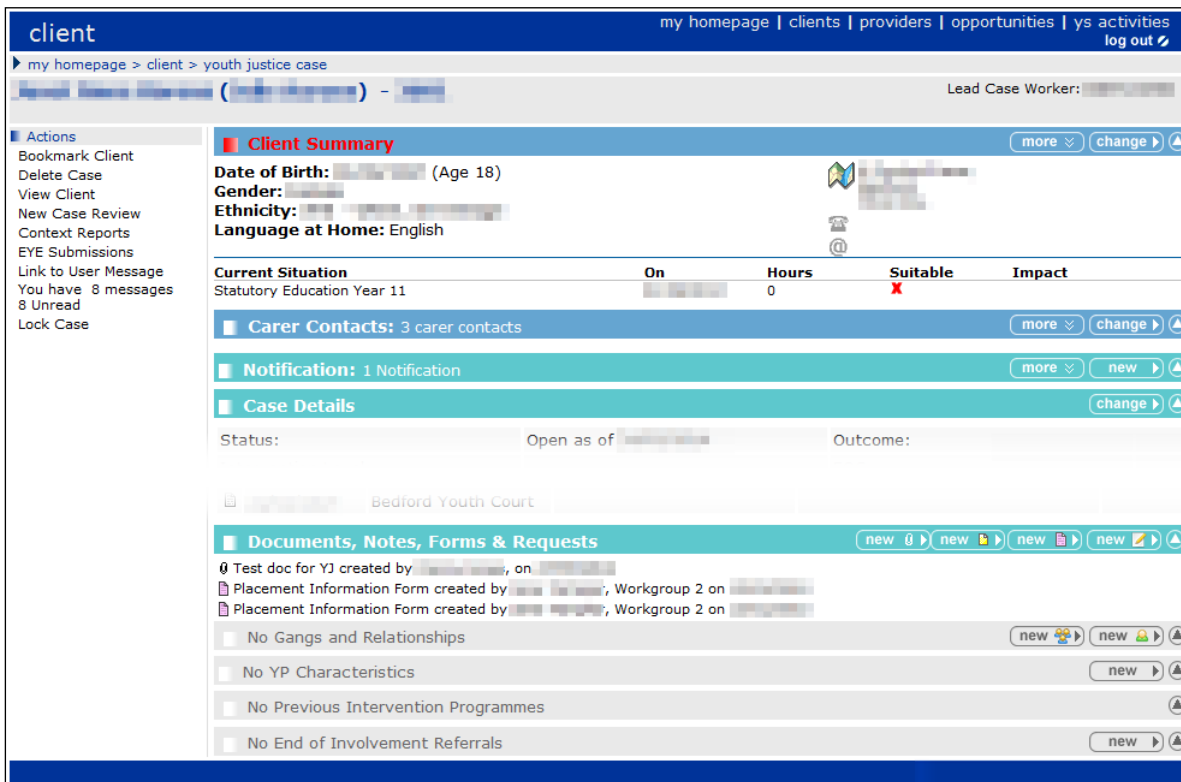 client
my homepage | clients | providers | opportunities | ys activities
log out
my homepage > client > youth justice case
( ) -
Lead Case Worker:
Actions
Bookmark Client
Delete Case
View Client
New Case Review
Context Reports
EYE Submissions
Link to User Message
You have 8 messages
8 Unread
Lock Case
Client Summary more change
Date of Birth: (Age 18)
Gender:
Ethnicity:
Language at Home: English
@
Current Situation On Hours Suitable Impact
Statutory Education Year 11 0 X
Carer Contacts: 3 carer contacts more change
Notification: 1 Notification more new
Case Details change
Status: Open as of Outcome:
Bedford Youth Court
Documents, Notes, Forms & Requests new new new new
Test doc for YJ created by , on
Placement Information Form created by , Workgroup 2 on
Placement Information Form created by , Workgroup 2 on
No Gangs and Relationships new new
No YP Characteristics new
No Previous Intervention Programmes
No End of Involvement Referrals new